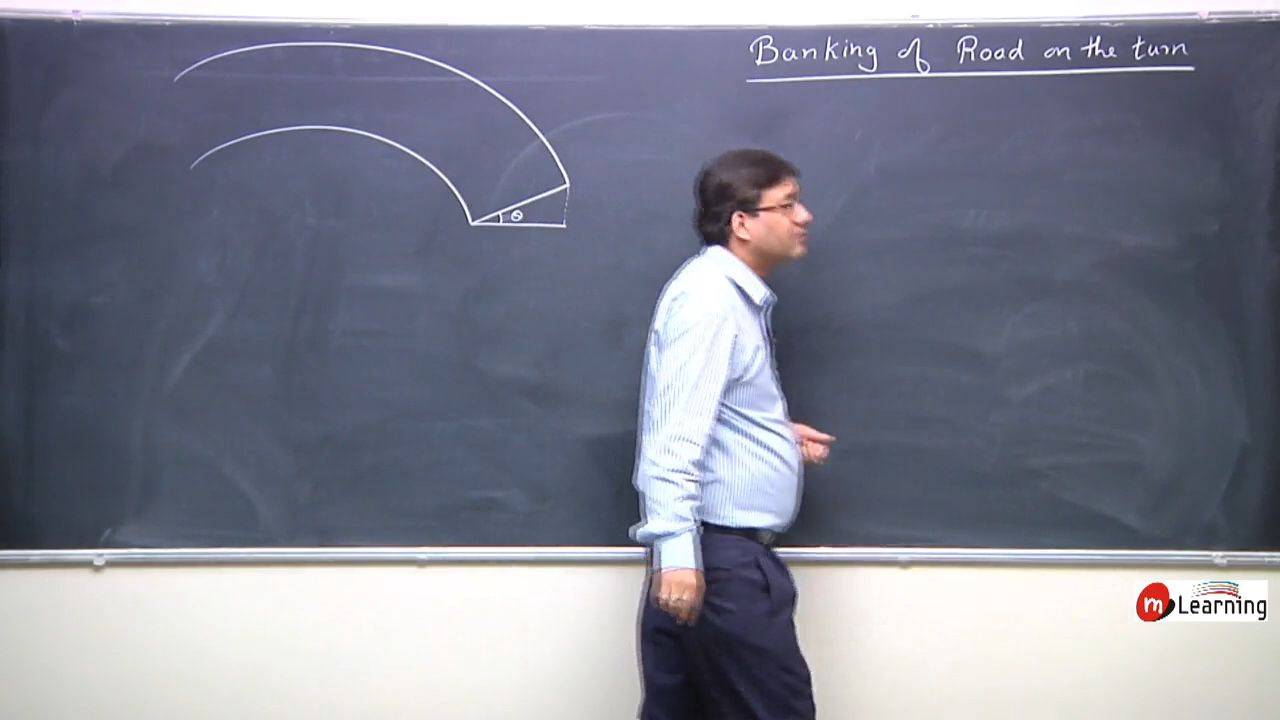 Banking of Road on the turn
θ
m Learning